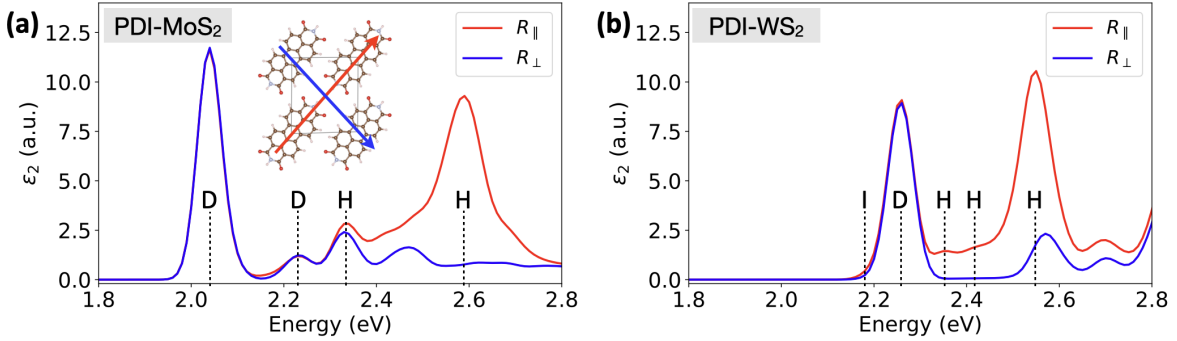 (a)
PDI-MoS₂
R∥
R⊥
12.5
10.0
7.5
5.0
2.5
0.0
ε₂ (a.u.)
D
D
H
H
1.8
2.0
2.2
2.4
2.6
2.8
Energy (eV)
(b)
PDI-WS₂
R∥
R⊥
12.5
10.0
7.5
5.0
2.5
0.0
ε₂ (a.u.)
I
D
H
H
H
1.8
2.0
2.2
2.4
2.6
2.8
Energy (eV)